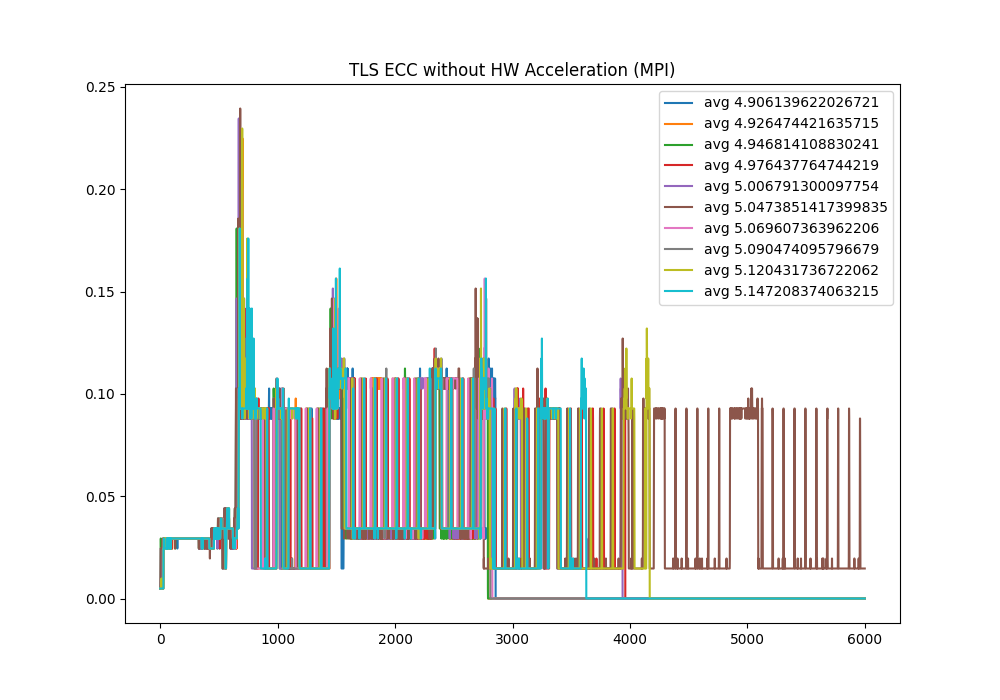 TLS ECC without HW Acceleration (MPI)
0.25
0.20
0.15
0.10
0.05
0.00
0 1000 2000 3000 4000 5000 6000
avg 4.906139622026721
avg 4.926474421635715
avg 4.946814108830241
avg 4.976437764744219
avg 5.006791300097754
avg 5.0473851417399835
avg 5.069607363962206
avg 5.090474095796679
avg 5.120431736722062
avg 5.147208374063215